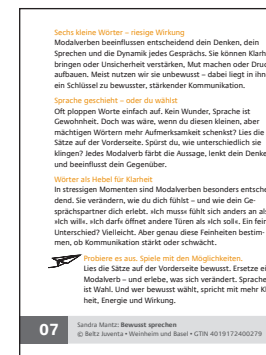 Sechs kleine Wörter – riesige Wirkung
Modalverben beeinflussen entscheidend dein Denken, dein
Sprechen und die Dynamik jedes Gesprächs. Sie können Klarh
bringen oder Unsicherheit verstärken, Mut machen oder Druc
aufbauen. Meist nutzen wir sie unbewusst – dabei liegt in ihn
ein Schlüssel zu bewusster, stärkender Kommunikation.
Sprache geschieht – oder du wählst
Oft ploppen Worte einfach auf. Kein Wunder, Sprache ist
Gewohnheit. Doch was wäre, wenn du diesen kleinen, aber
mächtigen Wörtern mehr Aufmerksamkeit schenkst? Lies die
Sätze auf der Vorderseite. Spürst du, wie unterschiedlich sie
klingen? Jedes Modalverb färbt die Aussage, lenkt dein Denke
und beeinflusst dein Gegenüber.
Wörter als Hebel für Klarheit
In stressigen Momenten sind Modalverben besonders entsche
dend. Sie verändern, wie du dich fühlst – und wie dein Ge-
sprächspartner dich erlebt. »Ich muss« fühlt sich anders an als
»Ich will«. »Ich darf« öffnet andere Türen als »Ich soll«. Ein fein
Unterschied? Vielleicht. Aber genau diese Feinheiten bestim-
men, ob Kommunikation stärkt oder schwächt.
Probiere es aus. Spiele mit den Möglichkeiten.
Lies die Sätze auf der Vorderseite bewusst. Ersetze ei
Modalverb – und erlebe, was sich verändert. Sprache
ist Wahl. Und wer bewusst wählt, spricht mit mehr Kl
heit, Energie und Wirkung.
07
Sandra Mantz: Bewusst sprechen
© Beltz Juventa • Weinheim und Basel • GTIN 4019172400279